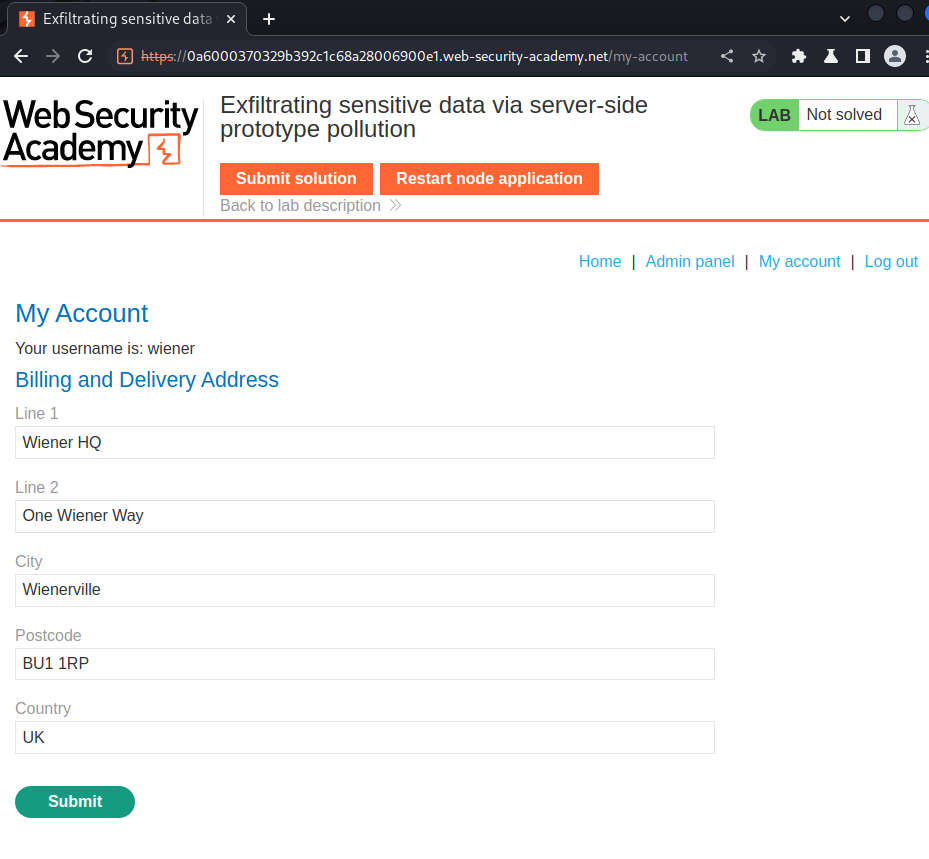 Exfiltrating sensitive data
https://0a6000370329b392c1c68a28006900e1.web-security-academy.net/my-account
Web Security
Academy
Exfiltrating sensitive data via server-side
prototype pollution
LAB Not solved
Submit solution Restart node application
Back to lab description
Home | Admin panel | My account | Log out
My Account
Your username is: wiener
Billing and Delivery Address
Line 1
Wiener HQ
Line 2
One Wiener Way
City
Wienerville
Postcode
BU1 1RP
Country
UK
Submit